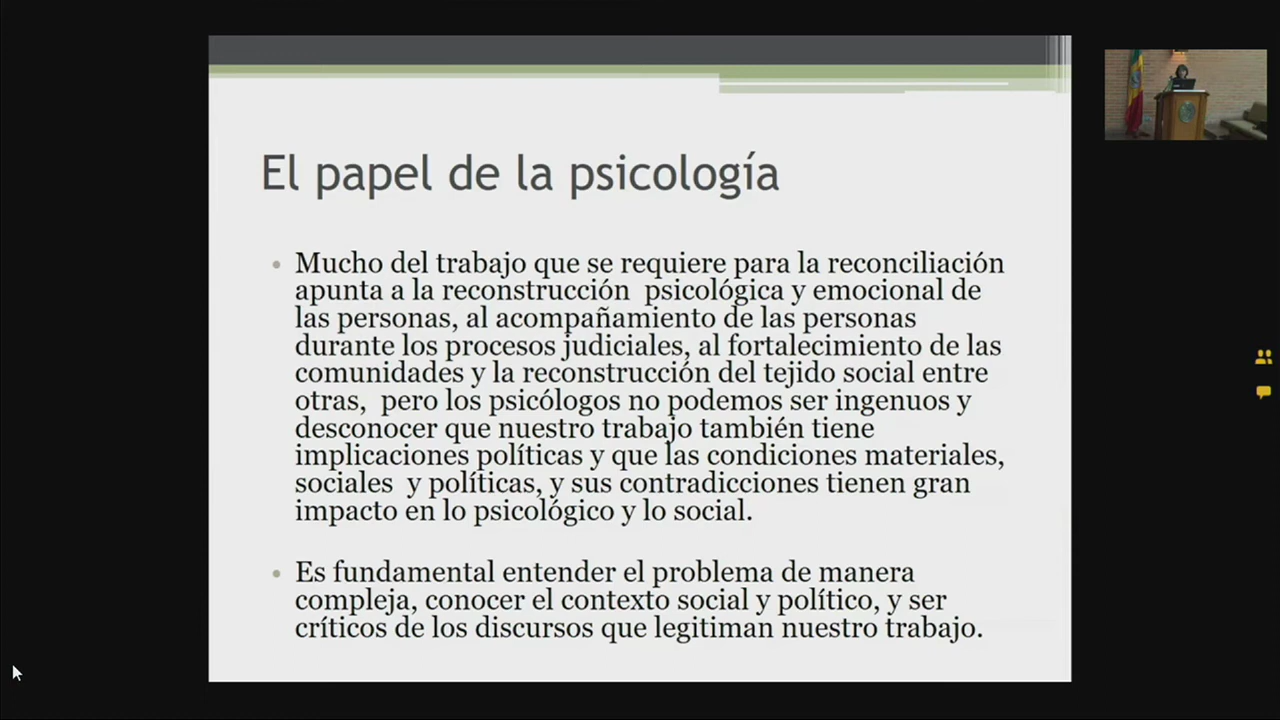 El papel de la psicología
• Mucho del trabajo que se requiere para la reconciliación
apunta a la reconstrucción  psicológica y emocional de
las personas, al acompañamiento de las personas
durante los procesos judiciales, al fortalecimiento de las
comunidades y la reconstrucción del tejido social entre
otras,  pero los psicólogos no podemos ser ingenuos y
desconocer que nuestro trabajo también tiene
implicaciones políticas y que las condiciones materiales,
sociales  y políticas, y sus contradicciones tienen gran
impacto en lo psicológico y lo social.
• Es fundamental entender el problema de manera
compleja, conocer el contexto social y político, y ser
críticos de los discursos que legitiman nuestro trabajo.